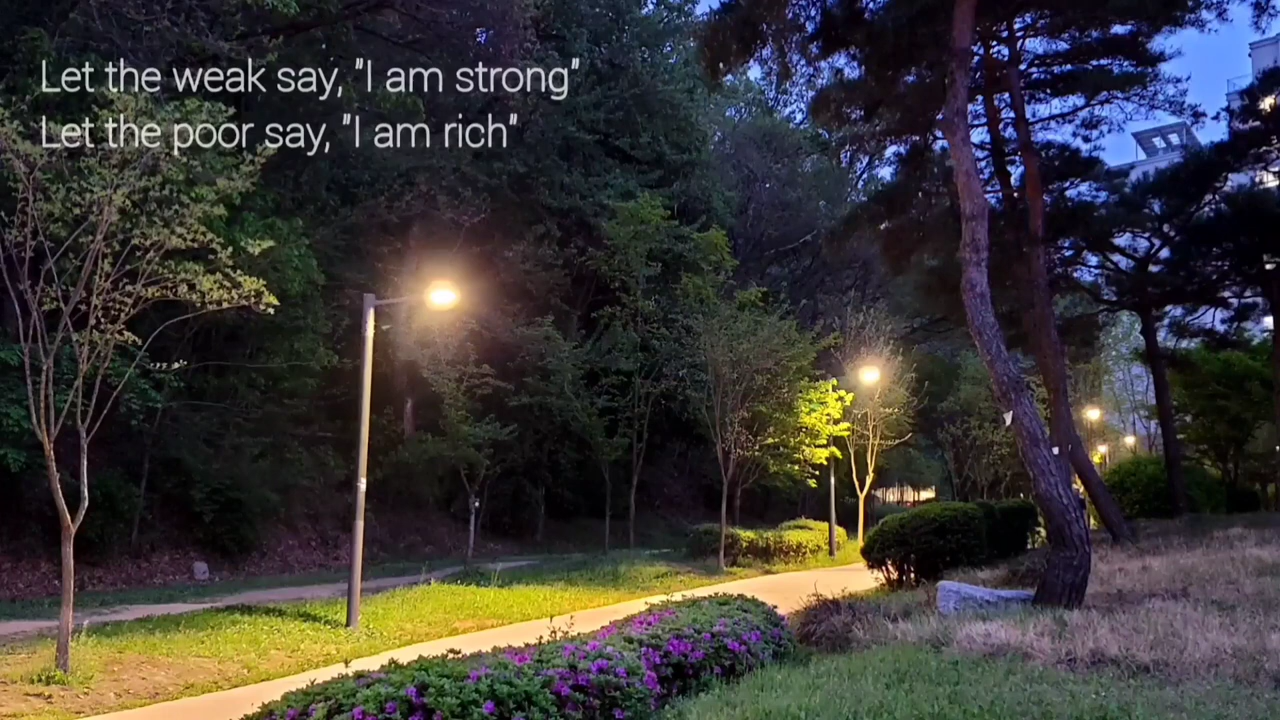 Let the weak say, "I am strong"
Let the poor say, "I am rich"